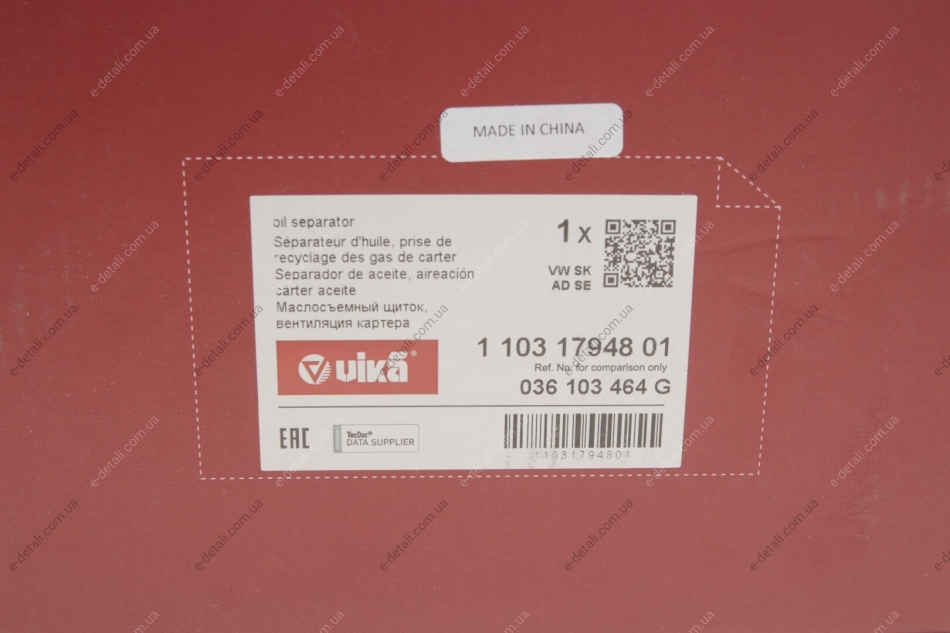 MADE IN CHINA
oil separator
Séparateur d'huile, prise de
recyclage des gas de carter
Separador de aceite, aireación
carter aceite
Маслосъемный щиток,
вентиляция картера
1 x
VW SK
AD SE
vika®
1 103 17948 01
Ref. No. for comparison only
036 103 464 G
EAC
TecDoc®
DATA SUPPLIER
11031794801
e-detali.com.ua